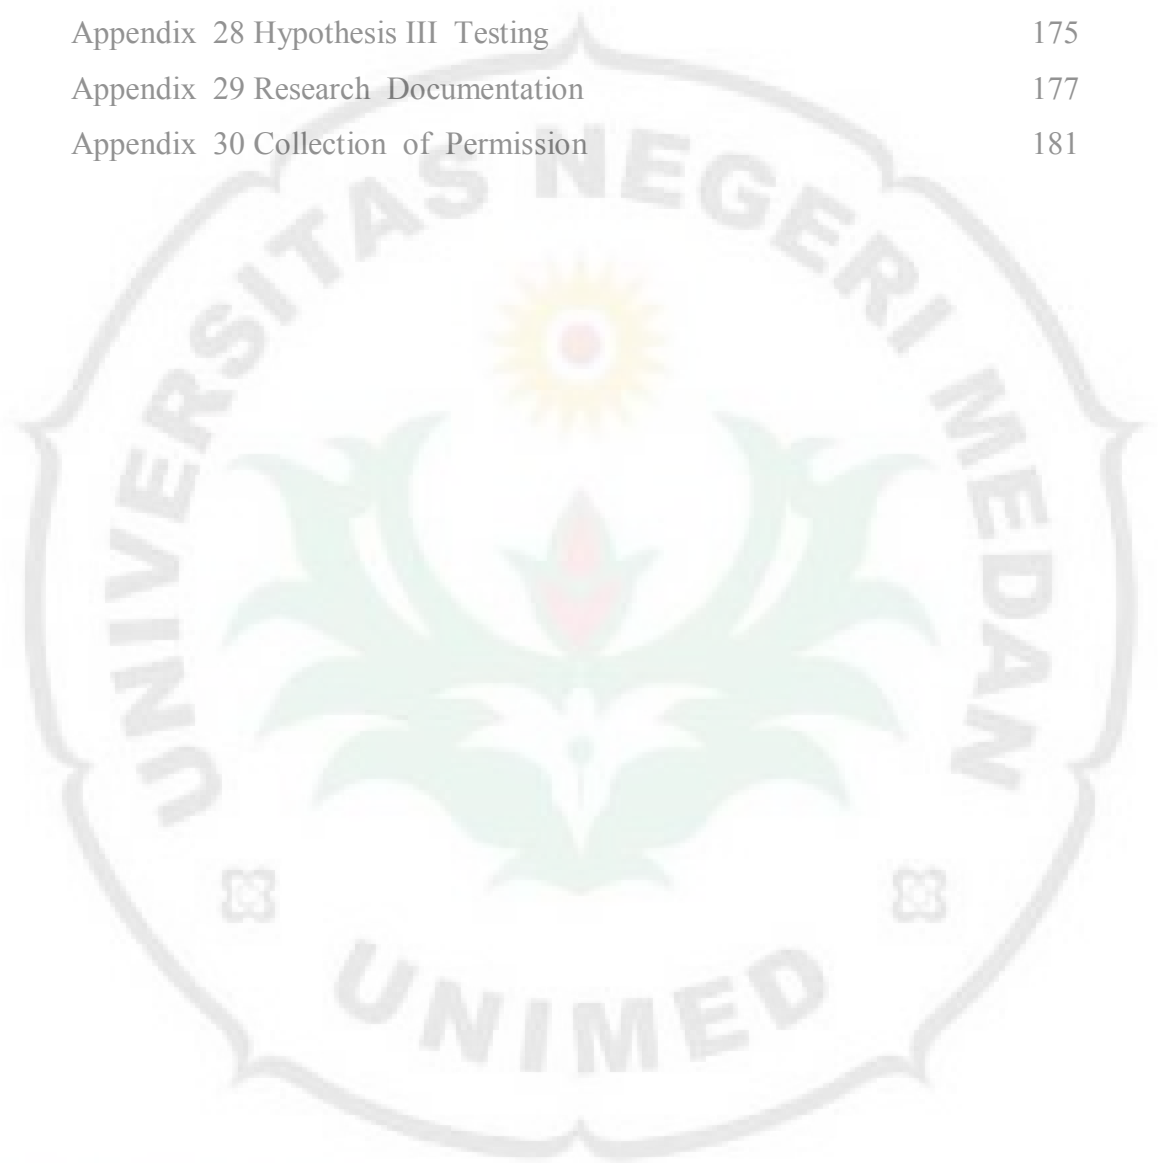 Appendix 28 Hypothesis III Testing 175
Appendix 29 Research Documentation 177
Appendix 30 Collection of Permission 181
UNIVERSITAS NEGERI MEDAN
UNIMED